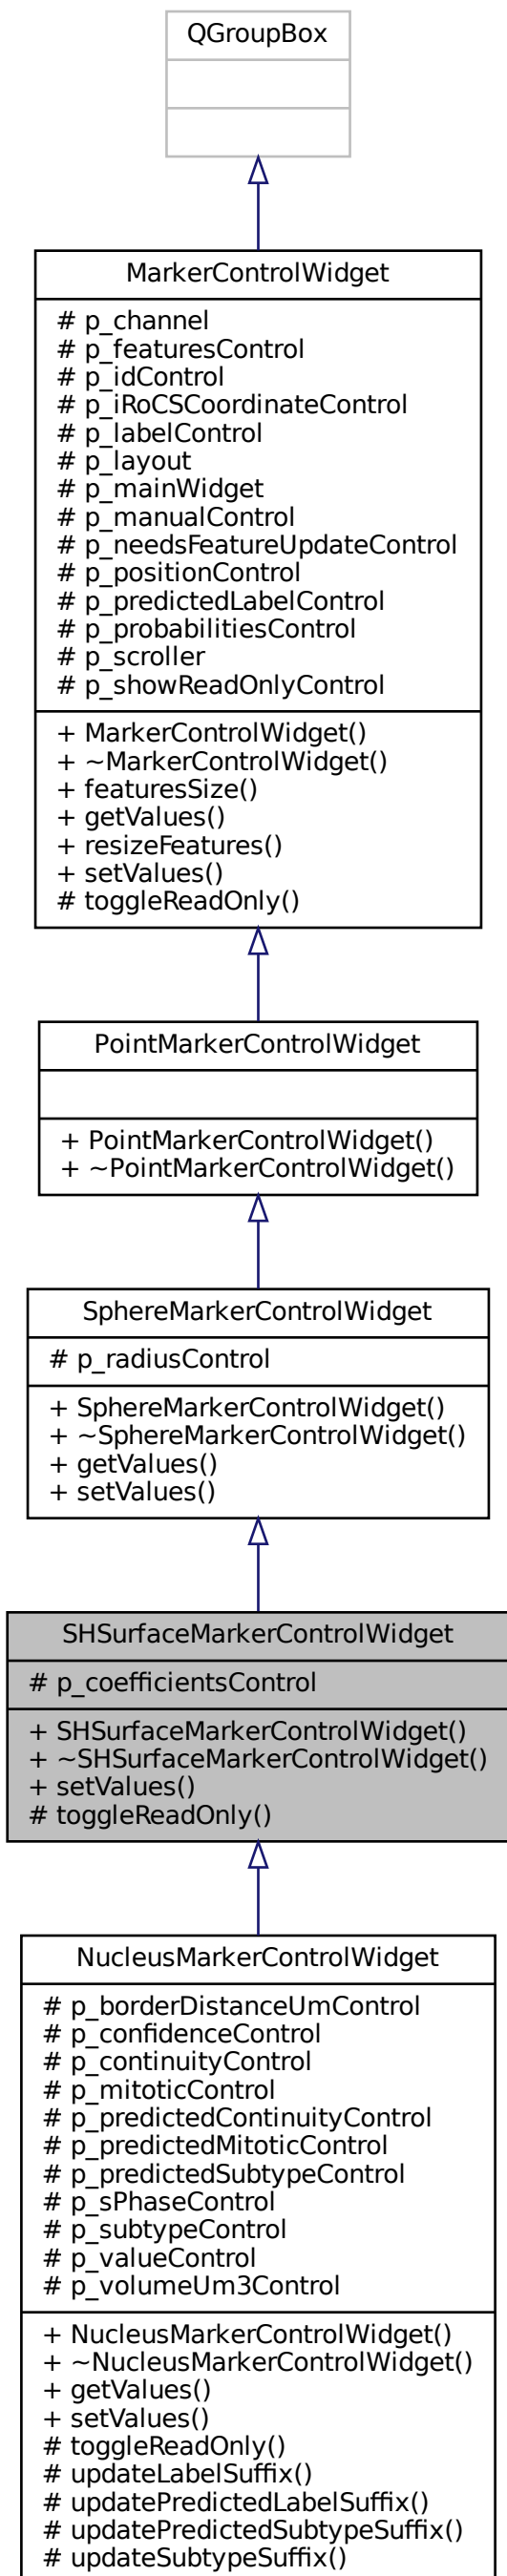 QGroupBox
MarkerControlWidget
# p_channel
# p_featuresControl
# p_idControl
# p_iRoCSCoordinateControl
# p_labelControl
# p_layout
# p_mainWidget
# p_manualControl
# p_needsFeatureUpdateControl
# p_positionControl
# p_predictedLabelControl
# p_probabilitiesControl
# p_scroller
# p_showReadOnlyControl
+ MarkerControlWidget()
+ ~MarkerControlWidget()
+ featuresSize()
+ getValues()
+ resizeFeatures()
+ setValues()
# toggleReadOnly()
PointMarkerControlWidget
+ PointMarkerControlWidget()
+ ~PointMarkerControlWidget()
SphereMarkerControlWidget
# p_radiusControl
+ SphereMarkerControlWidget()
+ ~SphereMarkerControlWidget()
+ getValues()
+ setValues()
SHSurfaceMarkerControlWidget
# p_coefficientsControl
+ SHSurfaceMarkerControlWidget()
+ ~SHSurfaceMarkerControlWidget()
+ setValues()
# toggleReadOnly()
NucleusMarkerControlWidget
# p_borderDistanceUmControl
# p_confidenceControl
# p_continuityControl
# p_mitoticControl
# p_predictedContinuityControl
# p_predictedMitoticControl
# p_predictedSubtypeControl
# p_sPhaseControl
# p_subtypeControl
# p_valueControl
# p_volumeUm3Control
+ NucleusMarkerControlWidget()
+ ~NucleusMarkerControlWidget()
+ getValues()
+ setValues()
# toggleReadOnly()
# updateLabelSuffix()
# updatePredictedLabelSuffix()
# updatePredictedSubtypeSuffix()
# updateSubtypeSuffix()